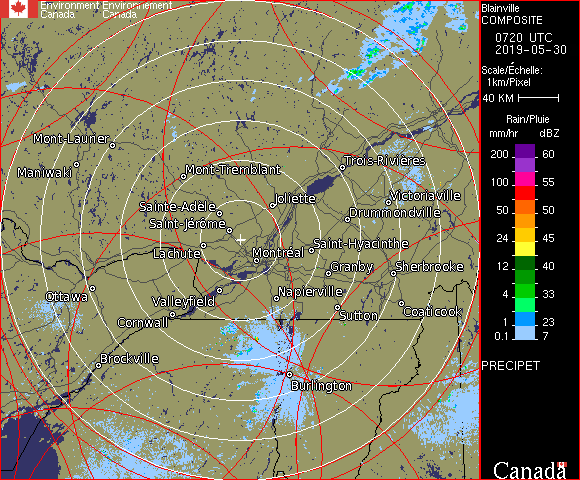 Environment Environnement
Canada Canada
Blainville
COMPOSITE
0720 UTC
2019-05-30
Scale/Échelle:
1km/Pixel
40 KM
Rain/Pluie
mm/hr dBZ
200 60
150 57
100 55
50 50
24 45
12 40
4 33
1 23
0.1 7
PRECIPET
Canada
Mont-Laurier
Maniwaki
Mont-Tremblant
Trois-Rivières
Joliette
Victoriaville
Sainte-Adèle
Drummondville
Saint-Jérôme
Lachute
Montréal
Saint-Hyacinthe
Granby
Sherbrooke
Ottawa
Valleyfield
Napierville
Cornwall
Sutton
Coaticook
Brockville
Burlington